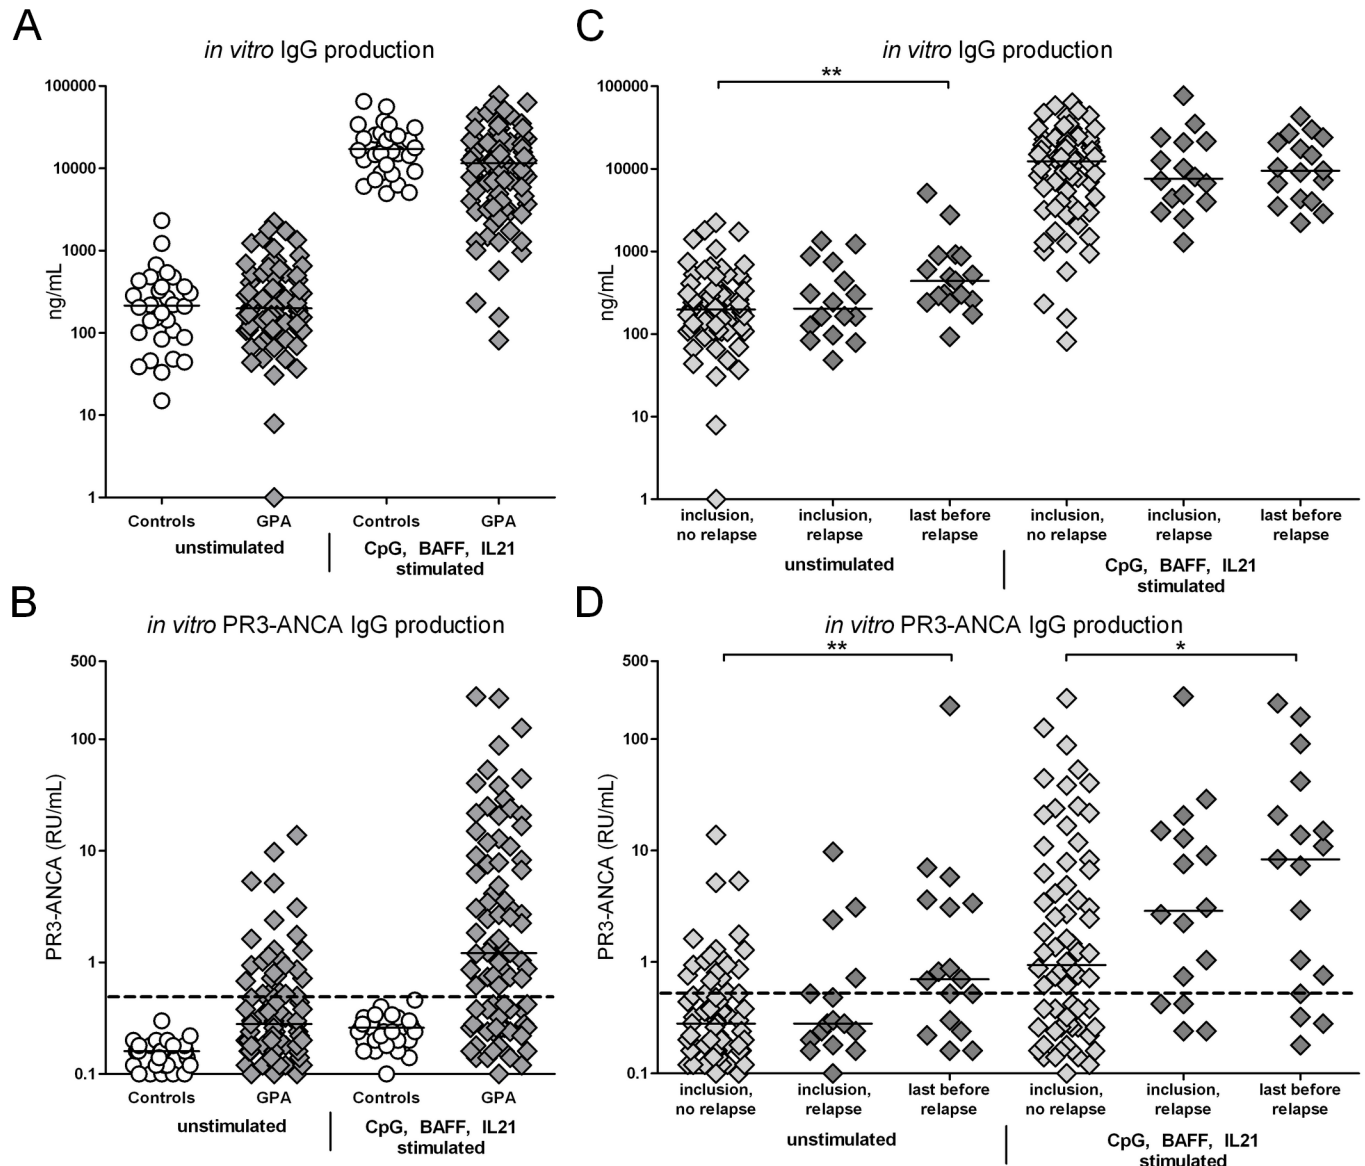 A
in vitro IgG production
100000
10000
1000
100
10
1
ng/mL
Controls
GPA
Controls
GPA
unstimulated
CpG, BAFF, IL21
stimulated
C
in vitro IgG production
**
100000
10000
1000
100
10
1
ng/mL
inclusion,
no relapse
inclusion,
relapse
last before
relapse
inclusion,
no relapse
inclusion,
relapse
last before
relapse
unstimulated
CpG, BAFF, IL21
stimulated
B
in vitro PR3-ANCA IgG production
500
100
10
1
0.1
PR3-ANCA (RU/mL)
Controls
GPA
Controls
GPA
unstimulated
CpG, BAFF, IL21
stimulated
D
in vitro PR3-ANCA IgG production
**
*
500
100
10
1
0.1
PR3-ANCA (RU/mL)
inclusion,
no relapse
inclusion,
relapse
last before
relapse
inclusion,
no relapse
inclusion,
relapse
last before
relapse
unstimulated
CpG, BAFF, IL21
stimulated